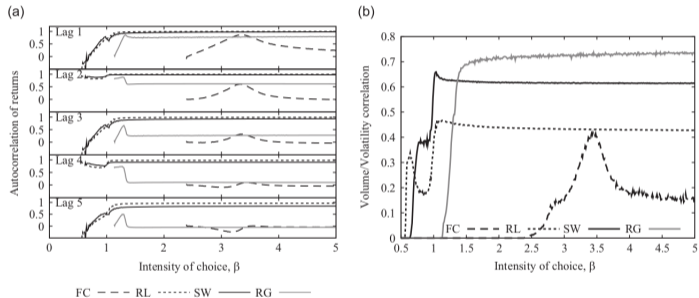 (a)
Autocorrelation of returns
1
0.5
0
Lag 1
1
0.5
0
Lag 2
1
0.5
0
Lag 3
1
0.5
0
Lag 4
1
0.5
0
Lag 5
0 1 2 3 4 5
Intensity of choice, β
FC RL SW RG
(b)
Volume/Volatility correlation
0.8
0.7
0.6
0.5
0.4
0.3
0.2
0.1
0
FC RL SW RG
0.5 1 1.5 2 2.5 3 3.5 4 4.5 5
Intensity of choice, β